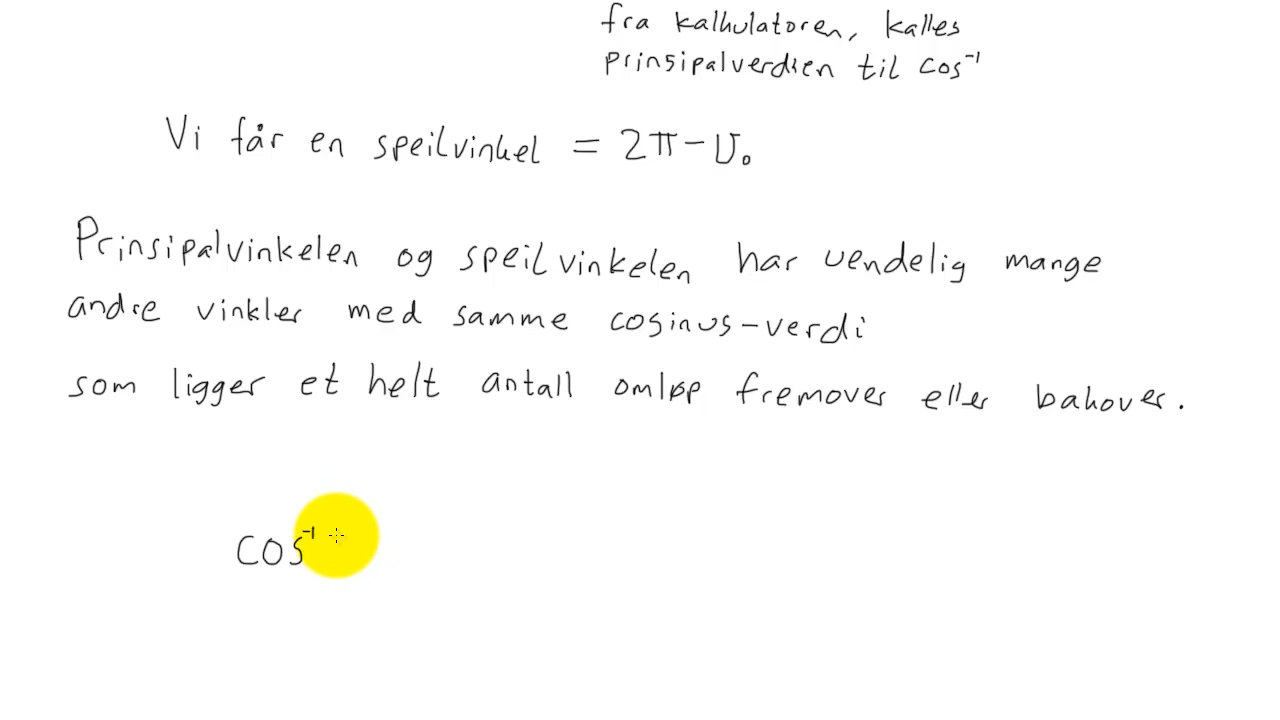 fra kalkulatoren, kalles
prinsipalverdien til cos⁻¹
Vi får en speilvinkel = 2π - U₀
Prinsipalvinkelen og speilvinkelen har uendelig mange
andre vinkler med samme cosinus-verdi
som ligger et helt antall omløp fremover eller bakover.
cos⁻¹